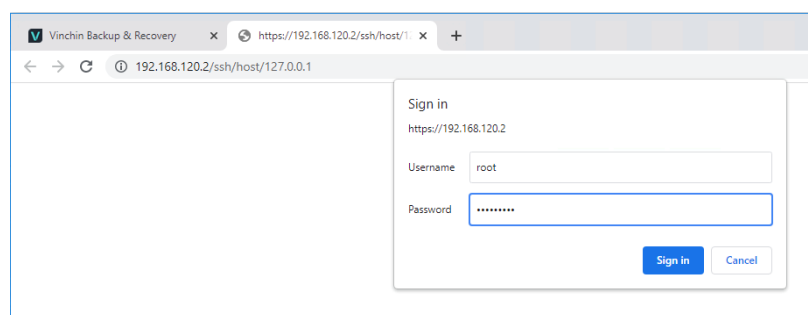 Vinchin Backup & Recovery
https://192.168.120.2/ssh/host/1
192.168.120.2/ssh/host/127.0.0.1
Sign in
https://192.168.120.2
Username root
Password •••••••••
Sign in Cancel